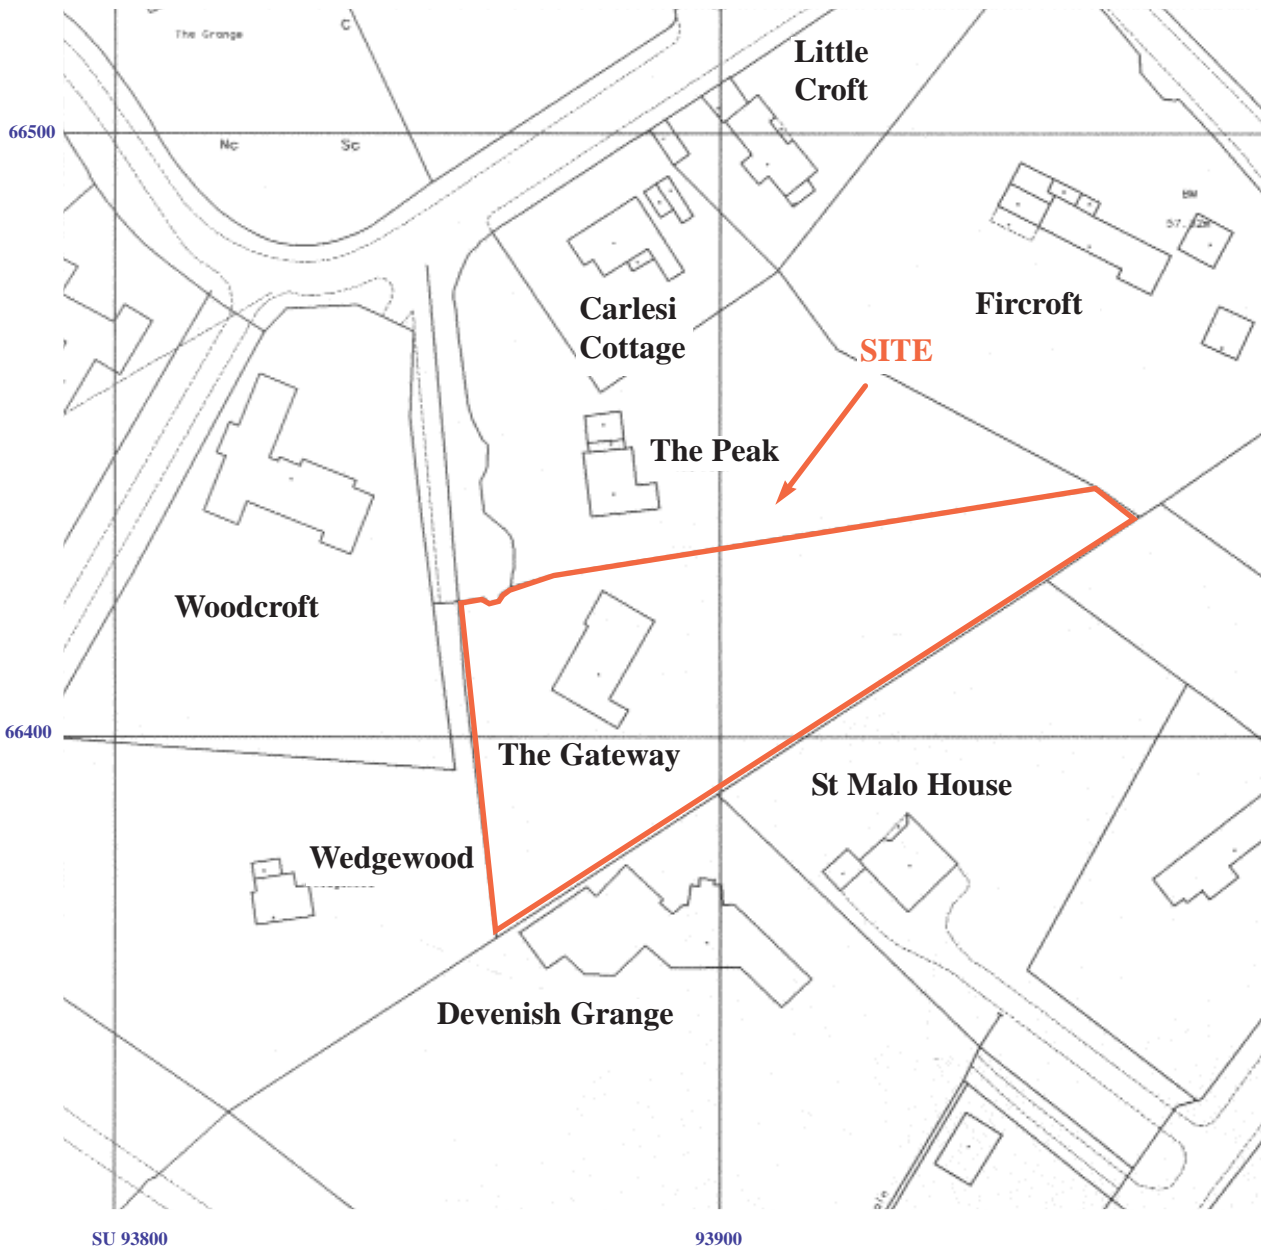 The Grange
C
Little
Croft
66500
Nc
Sc
BM
Carlesi
Cottage
Fircroft
SITE
The Peak
Woodcroft
66400
The Gateway
St Malo House
Wedgewood
Devenish Grange
SU 93800
93900